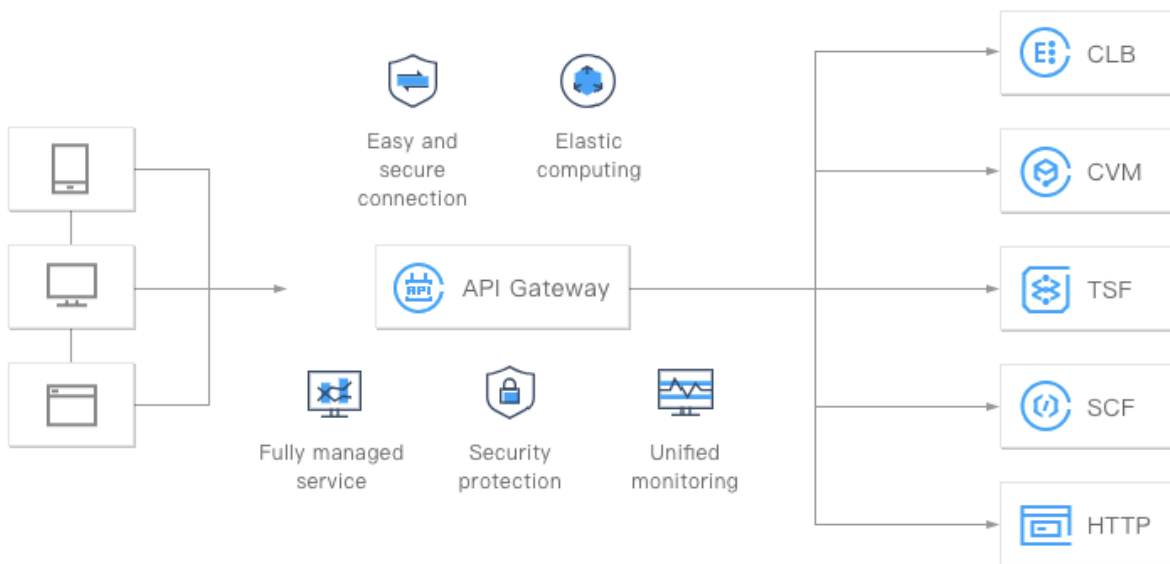 Easy and
secure
connection
Elastic
computing
API
API Gateway
Fully managed
service
Security
protection
Unified
monitoring
E
CLB
CVM
TSF
SCF
HTTP